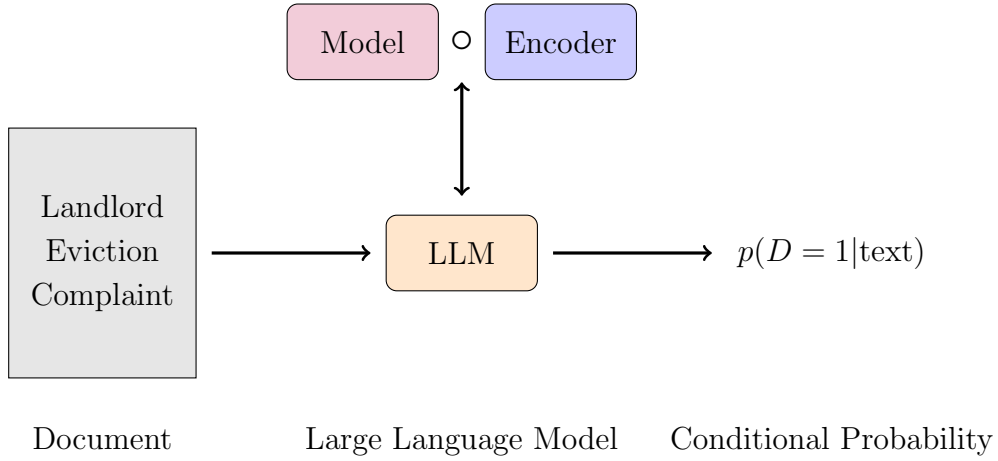 Model ○ Encoder
Landlord
Eviction
Complaint
LLM
p(D = 1|text)
Document
Large Language Model
Conditional Probability